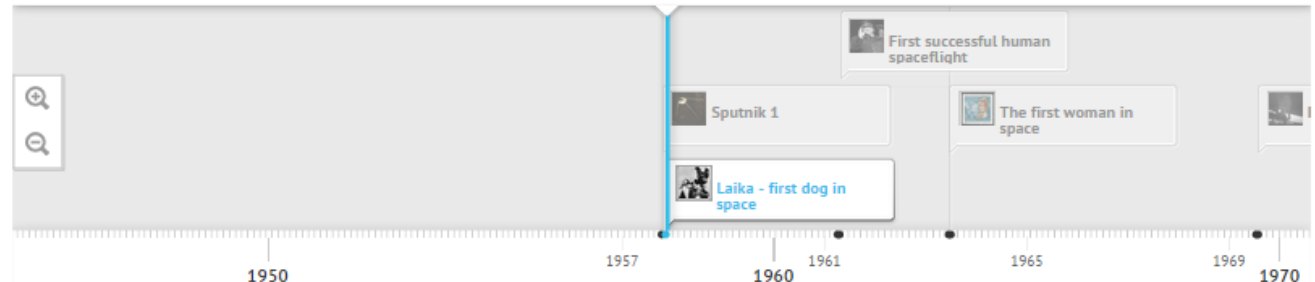 First successful human
spaceflight
Sputnik 1
The first woman in
space
Laika - first dog in
space
1957
1961
1965
1969
1950
1960
1970